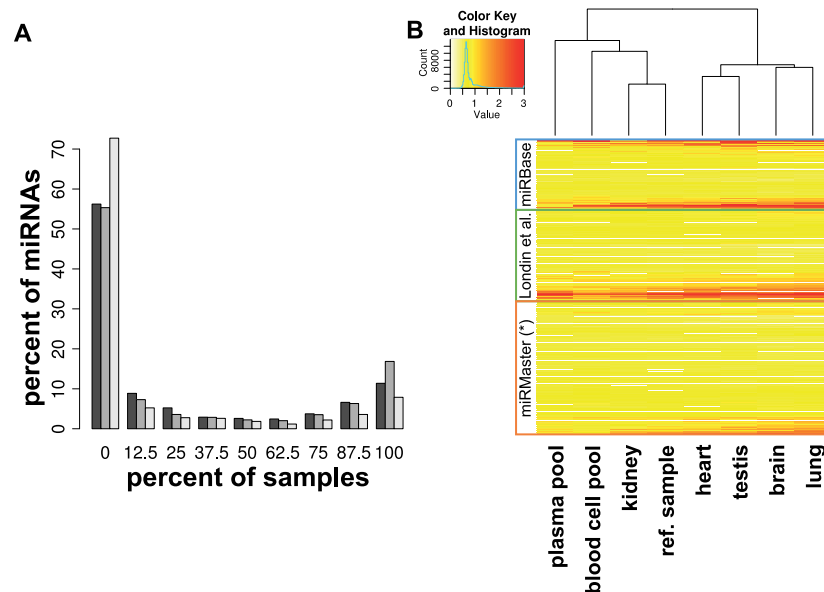 A
percent of miRNAs
70
60
50
40
30
20
10
0
0 12.5 25 37.5 50 62.5 75 87.5 100
percent of samples
B
Color Key
and Histogram
Count
0 8000
0 1 2 3
Value
miRBase
Londin et al.
miRMaster (*)
plasma pool
blood cell pool
kidney
ref. sample
heart
testis
brain
lung